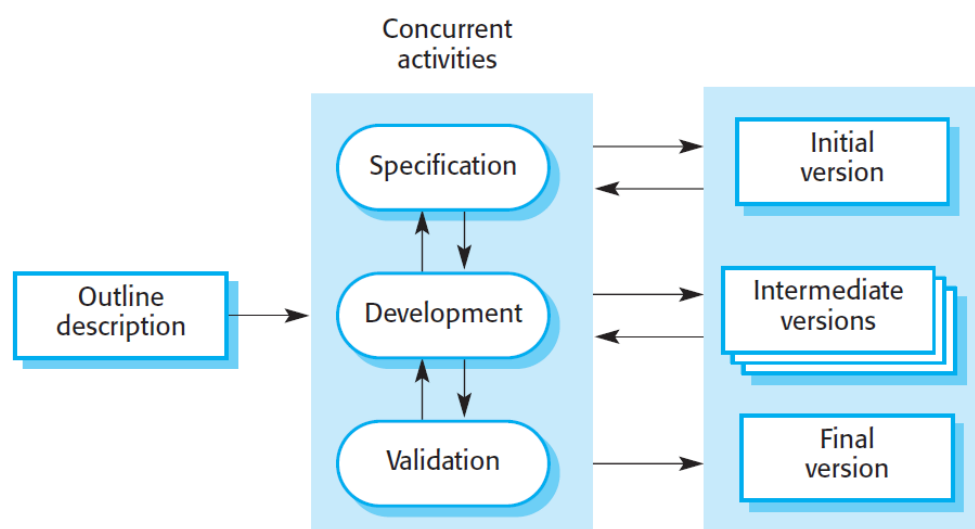 Concurrent
activities
Specification
Initial
version
Outline
description
Development
Intermediate
versions
Validation
Final
version